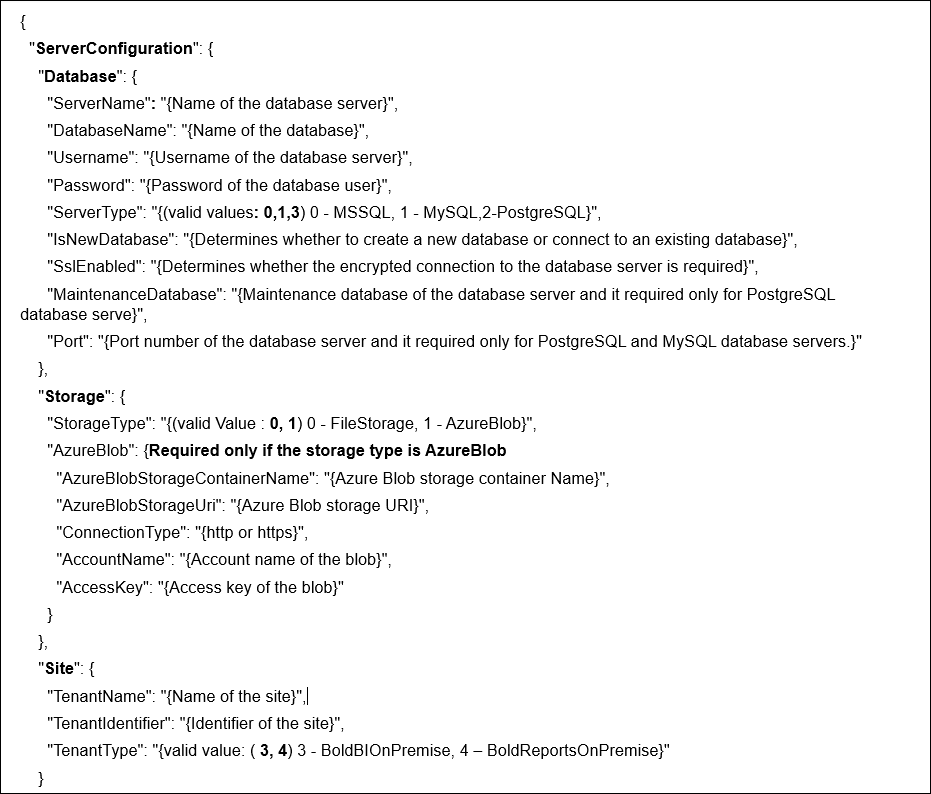 {
"ServerConfiguration": {
"Database": {
"ServerName": "{Name of the database server}",
"DatabaseName": "{Name of the database}",
"Username": "{Username of the database server}",
"Password": "{Password of the database user}",
"ServerType": "{(valid values: 0,1,3) 0 - MSSQL, 1 - MySQL,2-PostgreSQL}",
"IsNewDatabase": "{Determines whether to create a new database or connect to an existing database}",
"SslEnabled": "{Determines whether the encrypted connection to the database server is required}",
"MaintenanceDatabase": "{Maintenance database of the database server and it required only for PostgreSQL
database serve}",
"Port": "{Port number of the database server and it required only for PostgreSQL and MySQL database servers.}"
},
"Storage": {
"StorageType": "{(valid Value : 0, 1) 0 - FileStorage, 1 - AzureBlob}",
"AzureBlob": {Required only if the storage type is AzureBlob
"AzureBlobStorageContainerName": "{Azure Blob storage container Name}",
"AzureBlobStorageUri": "{Azure Blob storage URI}",
"ConnectionType": "{http or https}",
"AccountName": "{Account name of the blob}",
"AccessKey": "{Access key of the blob}"
}
},
"Site": {
"TenantName": "{Name of the site}",
"TenantIdentifier": "{Identifier of the site}",
"TenantType": "{valid value: ( 3, 4) 3 - BoldBIOnPremise, 4 – BoldReportsOnPremise}"
}